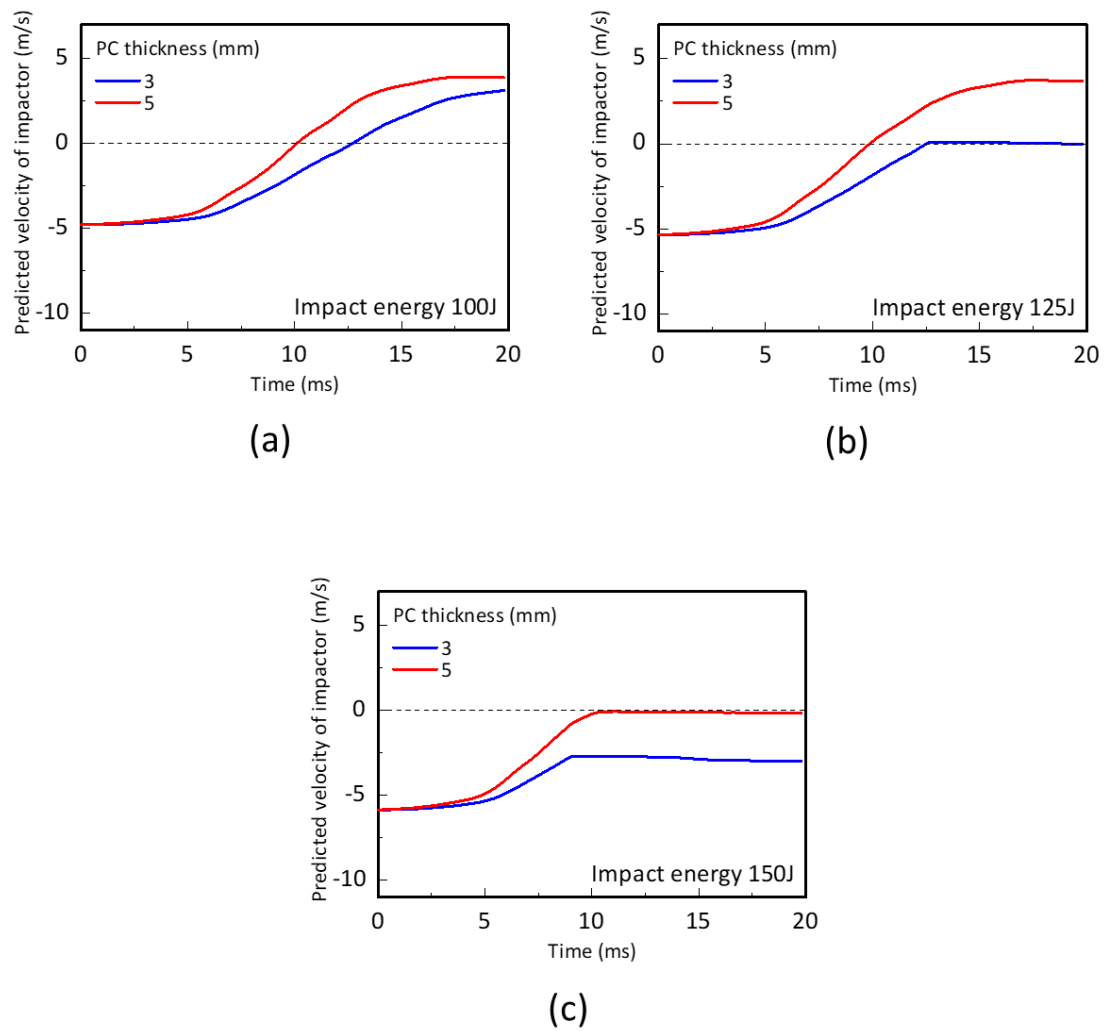 Predicted velocity of impactor (m/s)
PC thickness (mm)
3
5
5
0
-5
-10
Impact energy 100J
0
5
10
15
20
Time (ms)
(a)
Predicted velocity of impactor (m/s)
PC thickness (mm)
3
5
5
0
-5
-10
Impact energy 125J
0
5
10
15
20
Time (ms)
(b)
Predicted velocity of impactor (m/s)
PC thickness (mm)
3
5
5
0
-5
-10
Impact energy 150J
0
5
10
15
20
Time (ms)
(c)